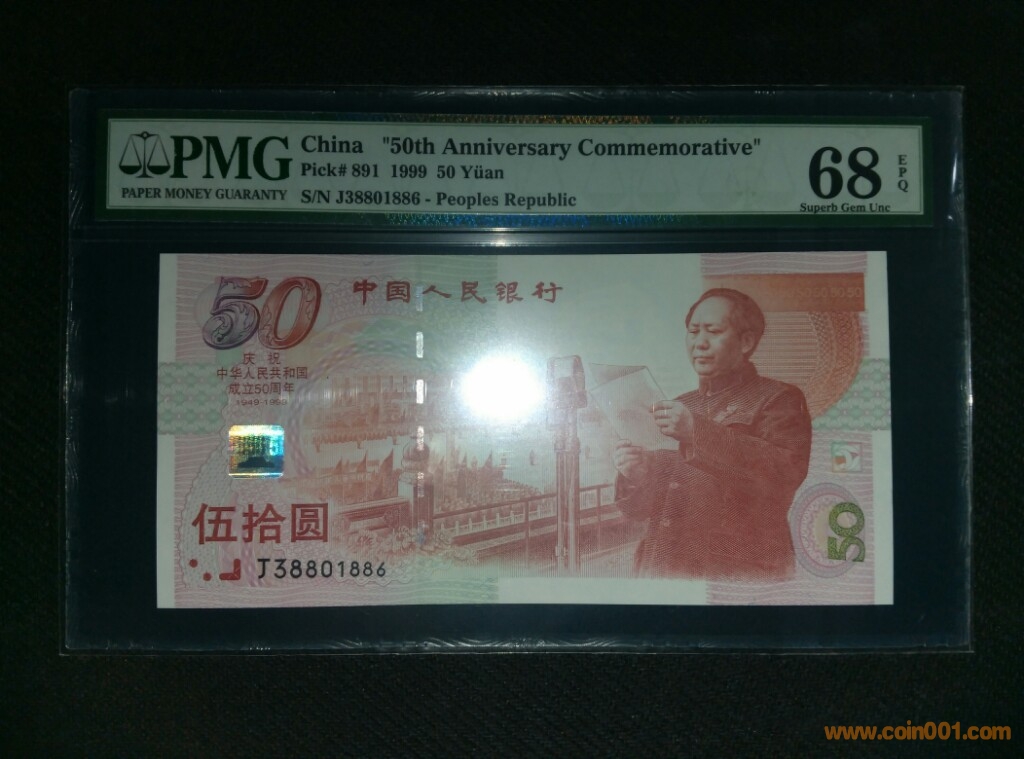 PMG
PAPER MONEY GUARANTY
China "50th Anniversary Commemorative"
Pick# 891 1999 50 Yüan
S/N J38801886 - Peoples Republic
68
EPQ
Superb Gem Unc
50
中国人民银行
庆祝
中华人民共和国
成立50周年
1949-1999
伍拾圆
J38801886
50
www.coin001.com